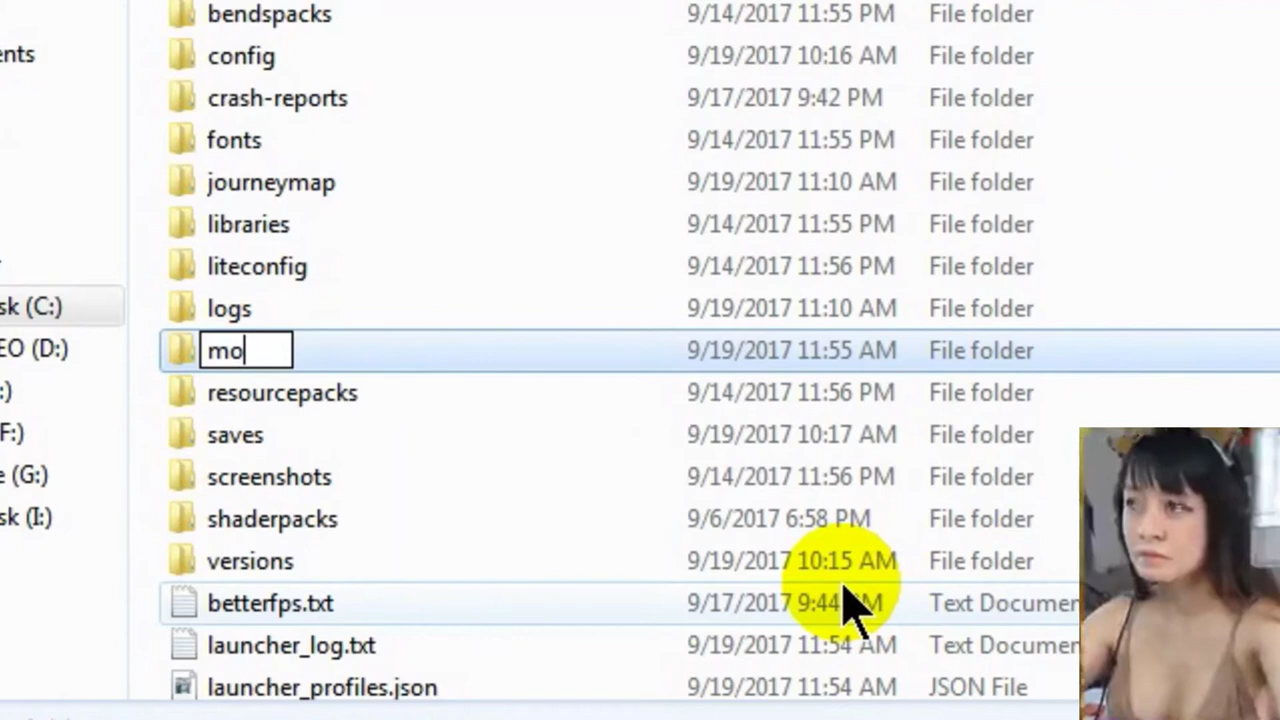 bendspacks 9/14/2017 11:55 PM File folder
ents
config 9/19/2017 10:16 AM File folder
crash-reports 9/17/2017 9:42 PM File folder
fonts 9/14/2017 11:55 PM File folder
journeymap 9/19/2017 11:10 AM File folder
libraries 9/14/2017 11:55 PM File folder
liteconfig 9/14/2017 11:56 PM File folder
sk (C:)
logs 9/19/2017 11:10 AM File folder
EO (D:)
mo 9/19/2017 11:55 AM File folder
:)
resourcepacks 9/14/2017 11:56 PM File folder
F:)
saves 9/19/2017 10:17 AM File folder
e (G:)
screenshots 9/14/2017 11:56 PM File folder
sk (I:)
shaderpacks 9/6/2017 6:58 PM File folder
versions 9/19/2017 10:15 AM File folder
betterfps.txt 9/17/2017 9:44 M Text Documen
launcher_log.txt 9/19/2017 11:54 AM Text Documen
launcher_profiles.json 9/19/2017 11:54 AM JSON File